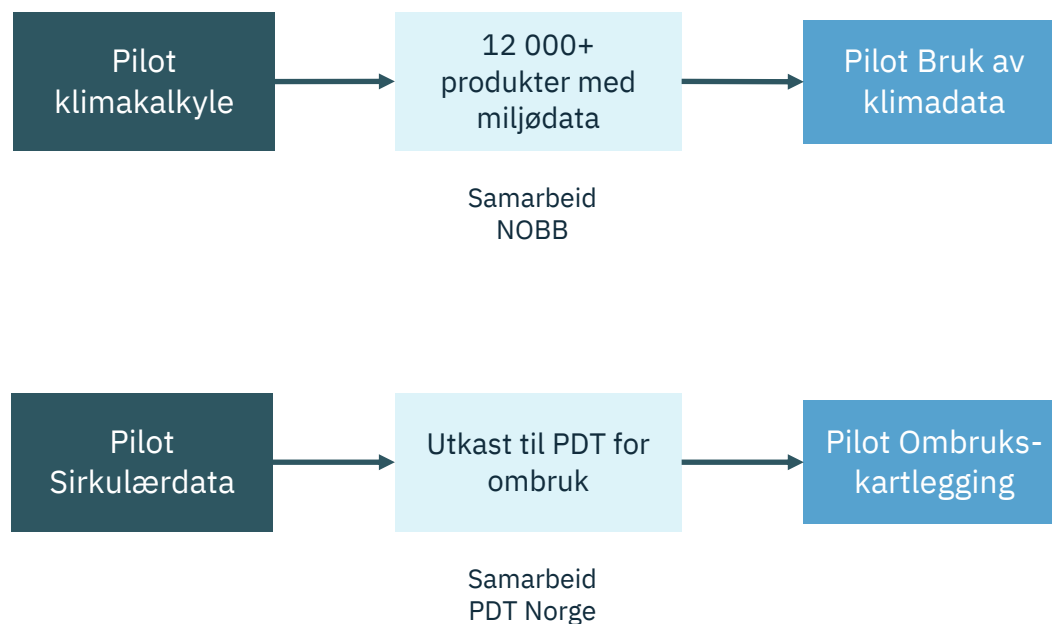 Pilot
klimakalkyle
12 000+
produkter med
miljødata
Pilot Bruk av
klimadata
Samarbeid
NOBB
Pilot
Sirkulærdata
Utkast til PDT for
ombruk
Pilot Ombruks-
kartlegging
Samarbeid
PDT Norge